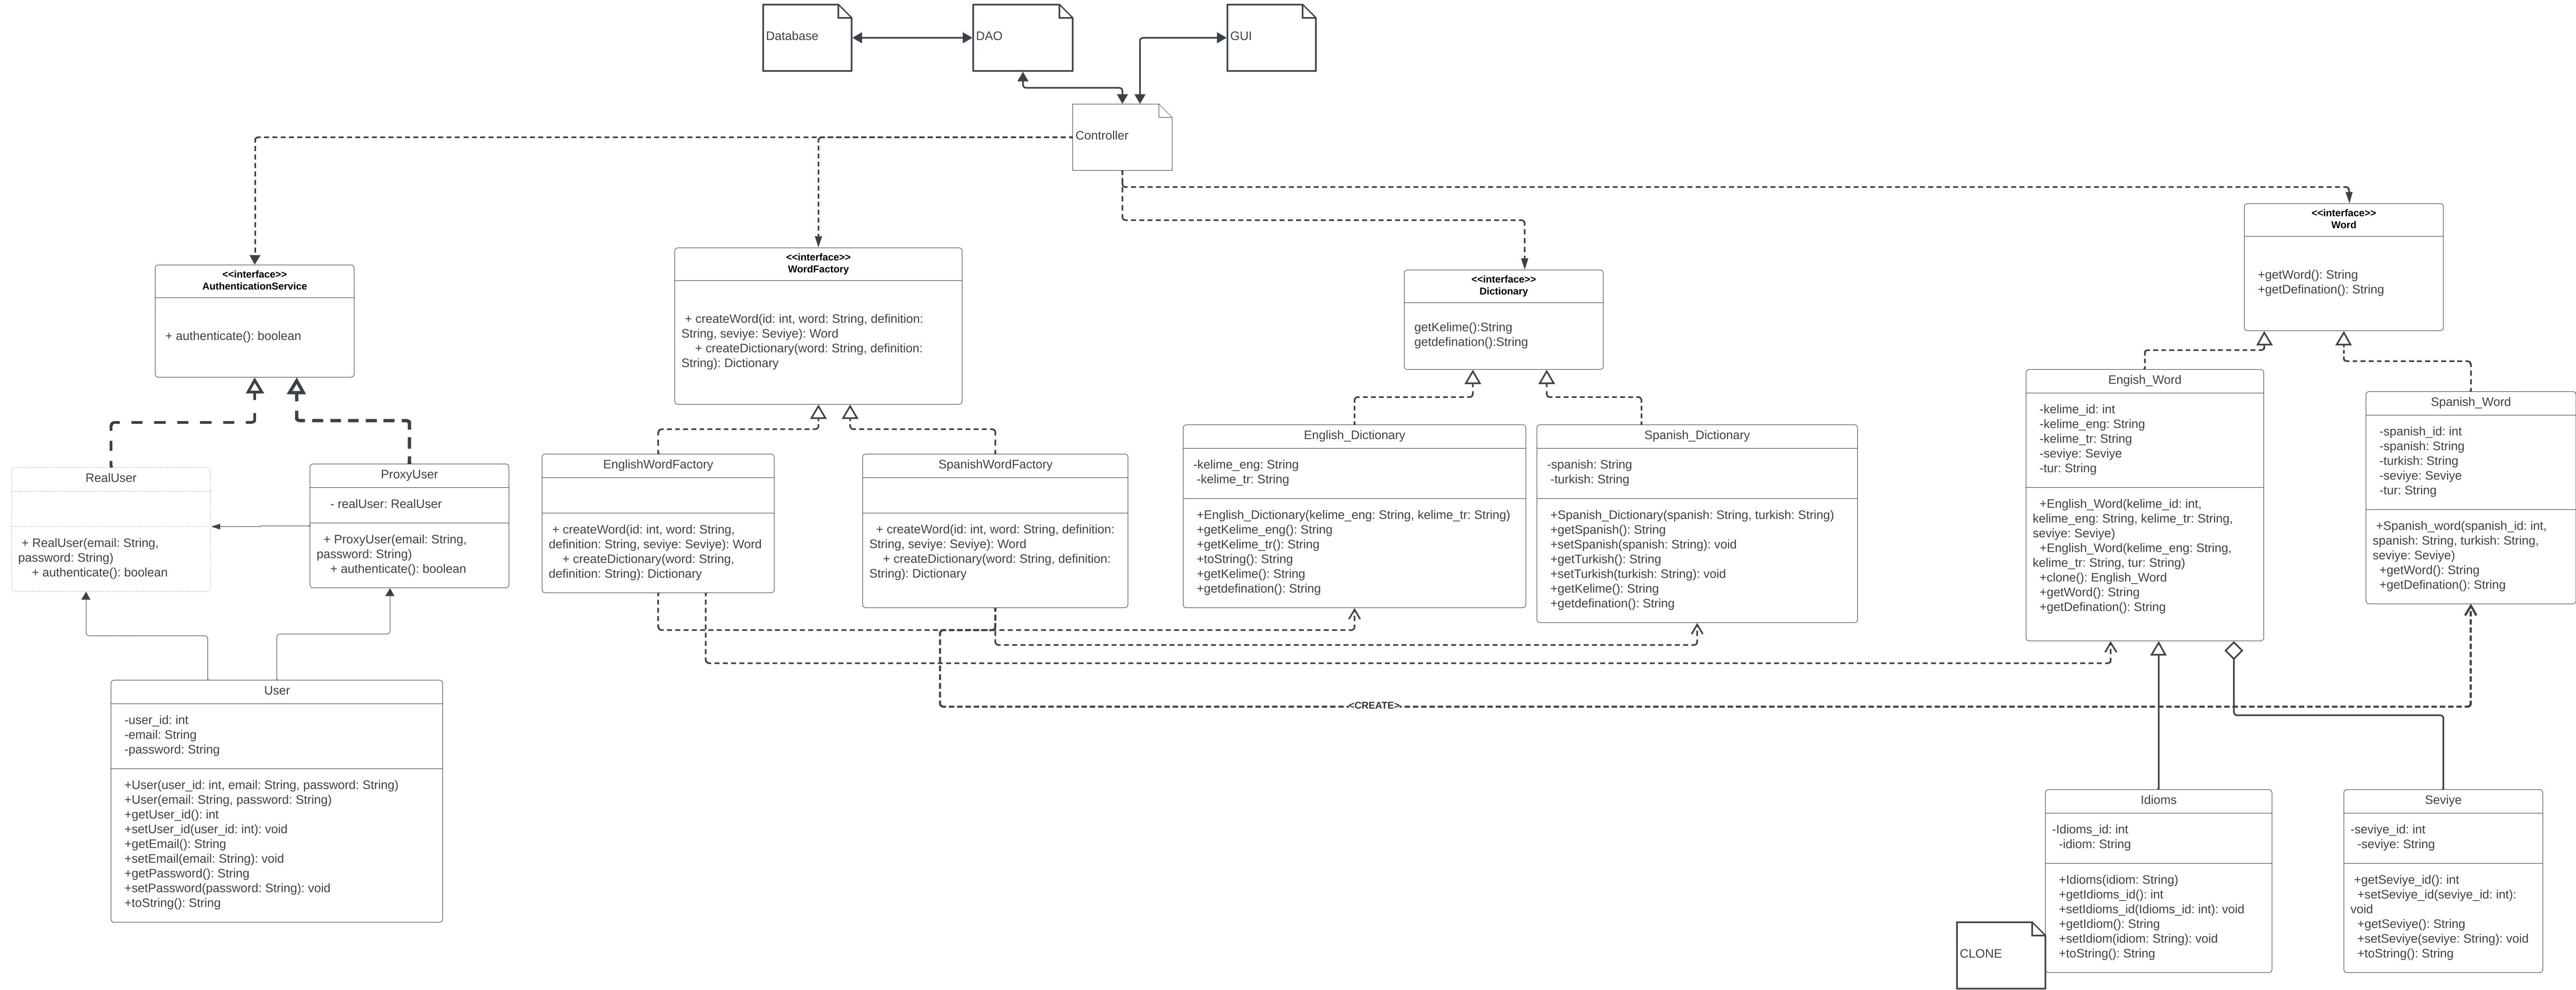 Database
DAO
GUI
Controller
<<interface>>
AuthenticationService
+ authenticate(): boolean
<<interface>>
WordFactory
+ createWord(id: int, word: String, definition:
String, seviye: Seviye): Word
+ createDictionary(word: String, definition:
String): Dictionary
<<interface>>
Dictionary
getKelime():String
getdefination():String
<<interface>>
Word
+getWord(): String
+getDefination(): String
RealUser
+ RealUser(email: String,
password: String)
+ authenticate(): boolean
ProxyUser
- realUser: RealUser
+ ProxyUser(email: String,
password: String)
+ authenticate(): boolean
EnglishWordFactory
+ createWord(id: int, word: String,
definition: String, seviye: Seviye): Word
+ createDictionary(word: String,
definition: String): Dictionary
SpanishWordFactory
+ createWord(id: int, word: String, definition:
String, seviye: Seviye): Word
+ createDictionary(word: String, definition:
String): Dictionary
English_Dictionary
-kelime_eng: String
-kelime_tr: String
+English_Dictionary(kelime_eng: String, kelime_tr: String)
+getKelime_eng(): String
+getKelime_tr(): String
+toString(): String
+getKelime(): String
+getdefination(): String
Spanish_Dictionary
-spanish: String
-turkish: String
+Spanish_Dictionary(spanish: String, turkish: String)
+getSpanish(): String
+setSpanish(spanish: String): void
+getTurkish(): String
+setTurkish(turkish: String): void
+getKelime(): String
+getdefination(): String
Engish_Word
-kelime_id: int
-kelime_eng: String
-kelime_tr: String
-seviye: Seviye
-tur: String
+English_Word(kelime_id: int,
kelime_eng: String, kelime_tr: String,
seviye: Seviye)
+English_Word(kelime_eng: String,
kelime_tr: String, tur: String)
+clone(): English_Word
+getWord(): String
+getDefination(): String
Spanish_Word
-spanish_id: int
-spanish: String
-turkish: String
-seviye: Seviye
-tur: String
+Spanish_word(spanish_id: int,
spanish: String, turkish: String,
seviye: Seviye)
+getWord(): String
+getDefination(): String
<CREATE>
User
-user_id: int
-email: String
-password: String
+User(user_id: int, email: String, password: String)
+User(email: String, password: String)
+getUser_id(): int
+setUser_id(user_id: int): void
+getEmail(): String
+setEmail(email: String): void
+getPassword(): String
+setPassword(password: String): void
+toString(): String
Idioms
-Idioms_id: int
-idiom: String
+Idioms(idiom: String)
+getIdioms_id(): int
+setIdioms_id(Idioms_id: int): void
+getIdiom(): String
+setIdiom(idiom: String): void
+toString(): String
Seviye
-seviye_id: int
-seviye: String
+getSeviye_id(): int
+setSeviye_id(seviye_id: int):
void
+getSeviye(): String
+setSeviye(seviye: String): void
+toString(): String
CLONE